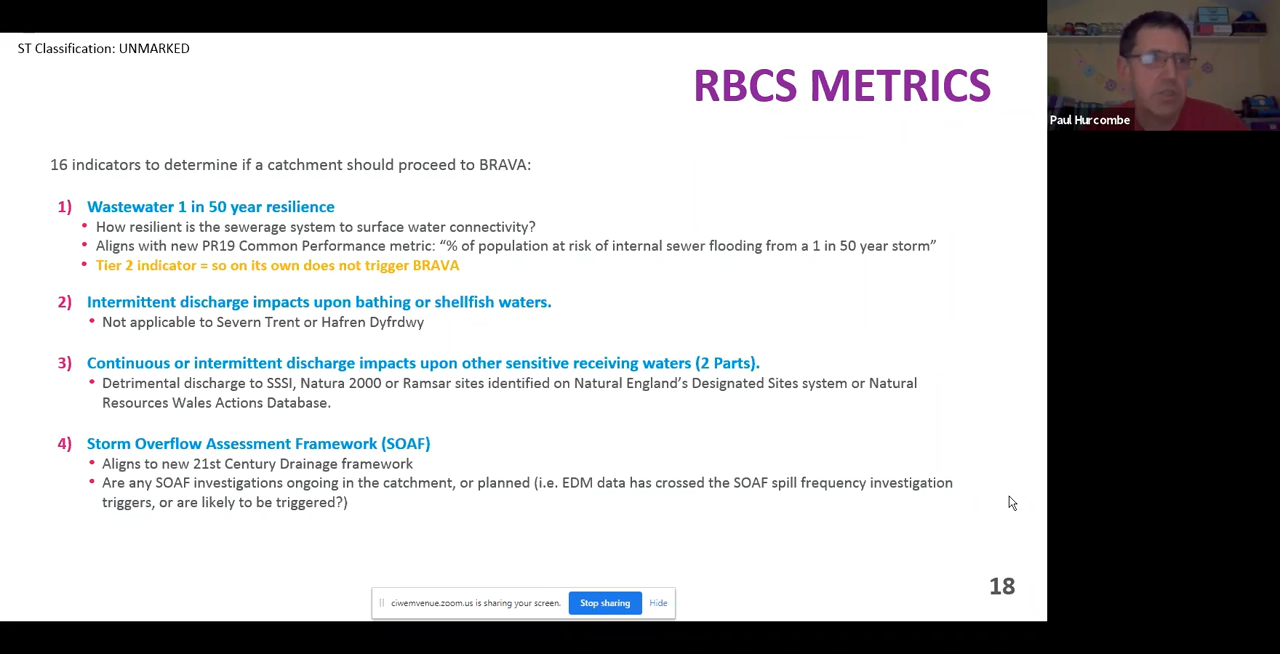 ST Classification: UNMARKED
RBCS METRICS
Paul Hurcombe
16 indicators to determine if a catchment should proceed to BRAVA:
1) Wastewater 1 in 50 year resilience
• How resilient is the sewerage system to surface water connectivity?
• Aligns with new PR19 Common Performance metric: “% of population at risk of internal sewer flooding from a 1 in 50 year storm”
• Tier 2 indicator = so on its own does not trigger BRAVA
2) Intermittent discharge impacts upon bathing or shellfish waters.
• Not applicable to Severn Trent or Hafren Dyfrdwy
3) Continuous or intermittent discharge impacts upon other sensitive receiving waters (2 Parts).
• Detrimental discharge to SSSI, Natura 2000 or Ramsar sites identified on Natural England’s Designated Sites system or Natural
Resources Wales Actions Database.
4) Storm Overflow Assessment Framework (SOAF)
• Aligns to new 21st Century Drainage framework
• Are any SOAF investigations ongoing in the catchment, or planned (i.e. EDM data has crossed the SOAF spill frequency investigation
triggers, or are likely to be triggered?)
18
ciwemvenue.zoom.us is sharing your screen. Stop sharing Hide